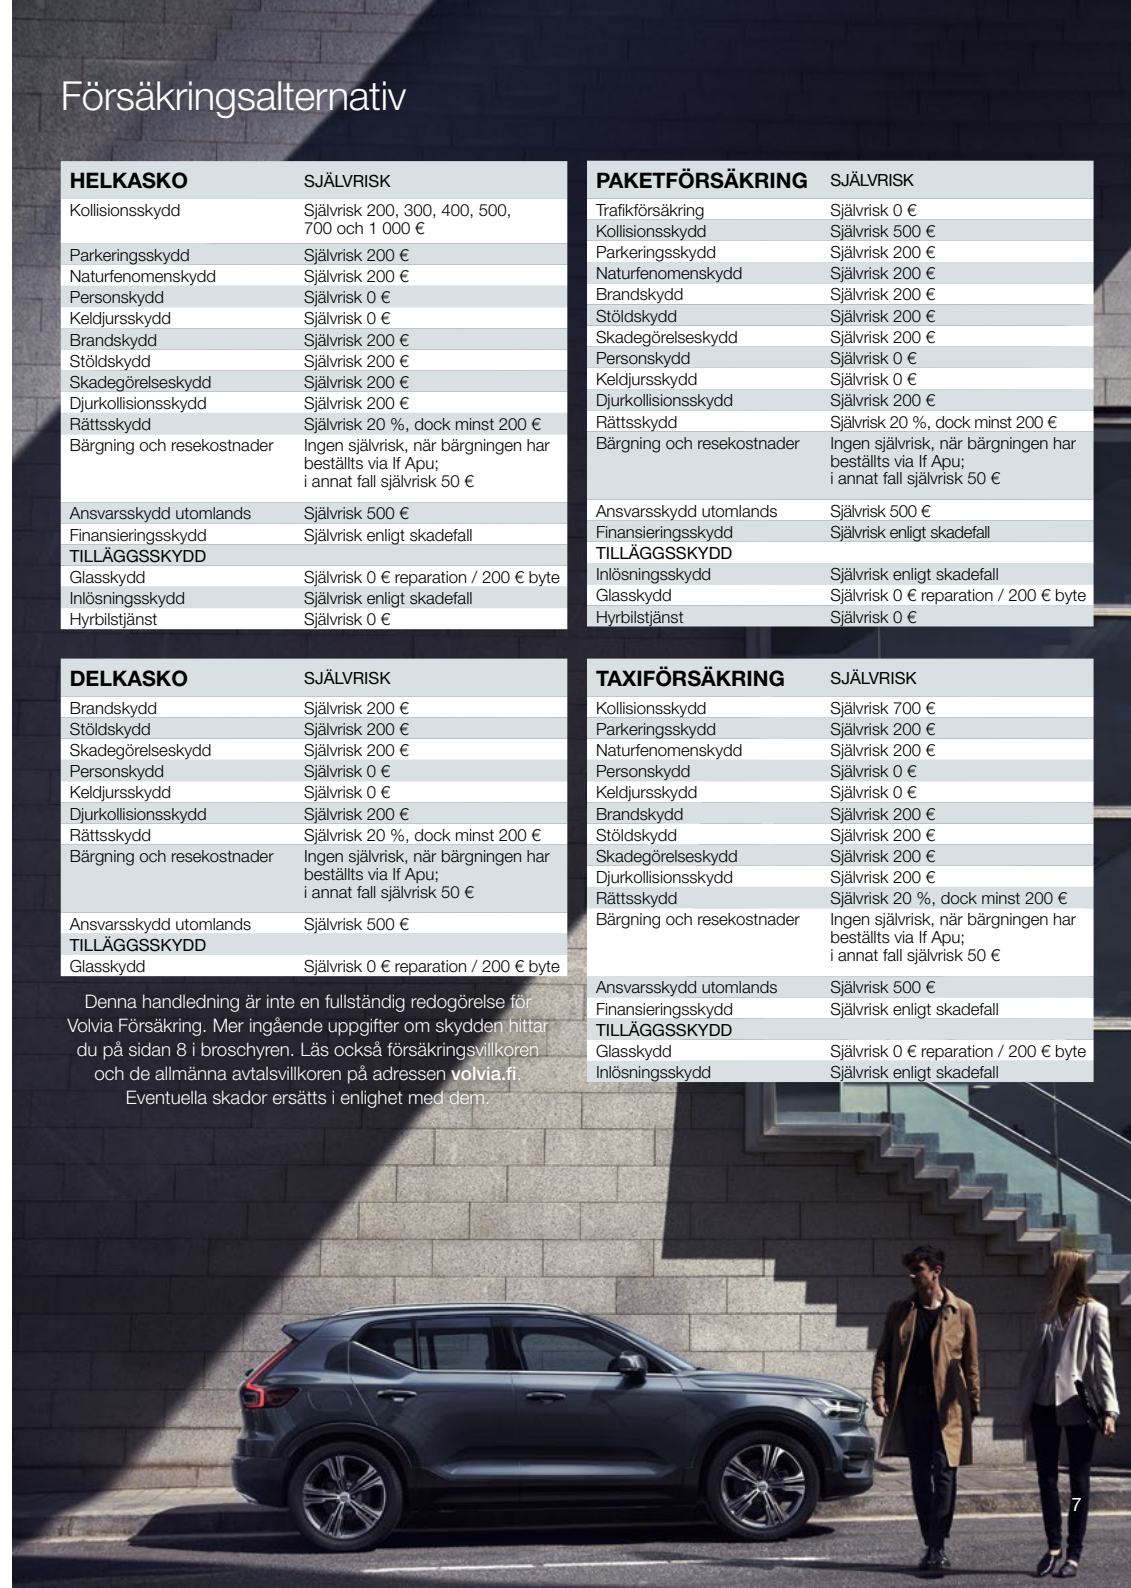 Försäkringsalternativ
HELKASKO SJÄLVRISK
Kollisionsskydd Självrisk 200, 300, 400, 500,
700 och 1 000 €
Parkeringsskydd Självrisk 200 €
Naturfenomenskydd Självrisk 200 €
Personskydd Självrisk 0 €
Keldjursskydd Självrisk 0 €
Brandskydd Självrisk 200 €
Stöldskydd Självrisk 200 €
Skadegörelseskydd Självrisk 200 €
Djurkollisionsskydd Självrisk 200 €
Rättsskydd Självrisk 20 %, dock minst 200 €
Bärgning och resekostnader Ingen självrisk, när bärgningen har
beställts via If Apu;
i annat fall självrisk 50 €
Ansvarsskydd utomlands Självrisk 500 €
Finansieringsskydd Självrisk enligt skadefall
TILLÄGGSSKYDD
Glasskydd Självrisk 0 € reparation / 200 € byte
Inlösningsskydd Självrisk enligt skadefall
Hyrbilstjänst Självrisk 0 €
PAKETFÖRSÄKRING SJÄLVRISK
Trafikförsäkring Självrisk 0 €
Kollisionsskydd Självrisk 500 €
Parkeringsskydd Självrisk 200 €
Naturfenomenskydd Självrisk 200 €
Brandskydd Självrisk 200 €
Stöldskydd Självrisk 200 €
Skadegörelseskydd Självrisk 200 €
Personskydd Självrisk 0 €
Keldjursskydd Självrisk 0 €
Djurkollisionsskydd Självrisk 200 €
Rättsskydd Självrisk 20 %, dock minst 200 €
Bärgning och resekostnader Ingen självrisk, när bärgningen har
beställts via If Apu;
i annat fall självrisk 50 €
Ansvarsskydd utomlands Självrisk 500 €
Finansieringsskydd Självrisk enligt skadefall
TILLÄGGSSKYDD
Inlösningsskydd Självrisk enligt skadefall
Glasskydd Självrisk 0 € reparation / 200 € byte
Hyrbilstjänst Självrisk 0 €
DELKASKO SJÄLVRISK
Brandskydd Självrisk 200 €
Stöldskydd Självrisk 200 €
Skadegörelseskydd Självrisk 200 €
Personskydd Självrisk 0 €
Keldjursskydd Självrisk 0 €
Djurkollisionsskydd Självrisk 200 €
Rättsskydd Självrisk 20 %, dock minst 200 €
Bärgning och resekostnader Ingen självrisk, när bärgningen har
beställts via If Apu;
i annat fall självrisk 50 €
Ansvarsskydd utomlands Självrisk 500 €
TILLÄGGSSKYDD
Glasskydd Självrisk 0 € reparation / 200 € byte
Denna handledning är inte en fullständig redogörelse för
Volvia Försäkring. Mer ingående uppgifter om skydden hittar
du på sidan 8 i broschyren. Läs också försäkringsvillkoren
och de allmänna avtalsvillkoren på adressen volvia.fi.
Eventuella skador ersätts i enlighet med dem.
TAXIFÖRSÄKRING SJÄLVRISK
Kollisionsskydd Självrisk 700 €
Parkeringsskydd Självrisk 200 €
Naturfenomenskydd Självrisk 200 €
Personskydd Självrisk 0 €
Keldjursskydd Självrisk 0 €
Brandskydd Självrisk 200 €
Stöldskydd Självrisk 200 €
Skadegörelseskydd Självrisk 200 €
Djurkollisionsskydd Självrisk 200 €
Rättsskydd Självrisk 20 %, dock minst 200 €
Bärgning och resekostnader Ingen självrisk, när bärgningen har
beställts via If Apu;
i annat fall självrisk 50 €
Ansvarsskydd utomlands Självrisk 500 €
Finansieringsskydd Självrisk enligt skadefall
TILLÄGGSSKYDD
Glasskydd Självrisk 0 € reparation / 200 € byte
Inlösningsskydd Självrisk enligt skadefall
7